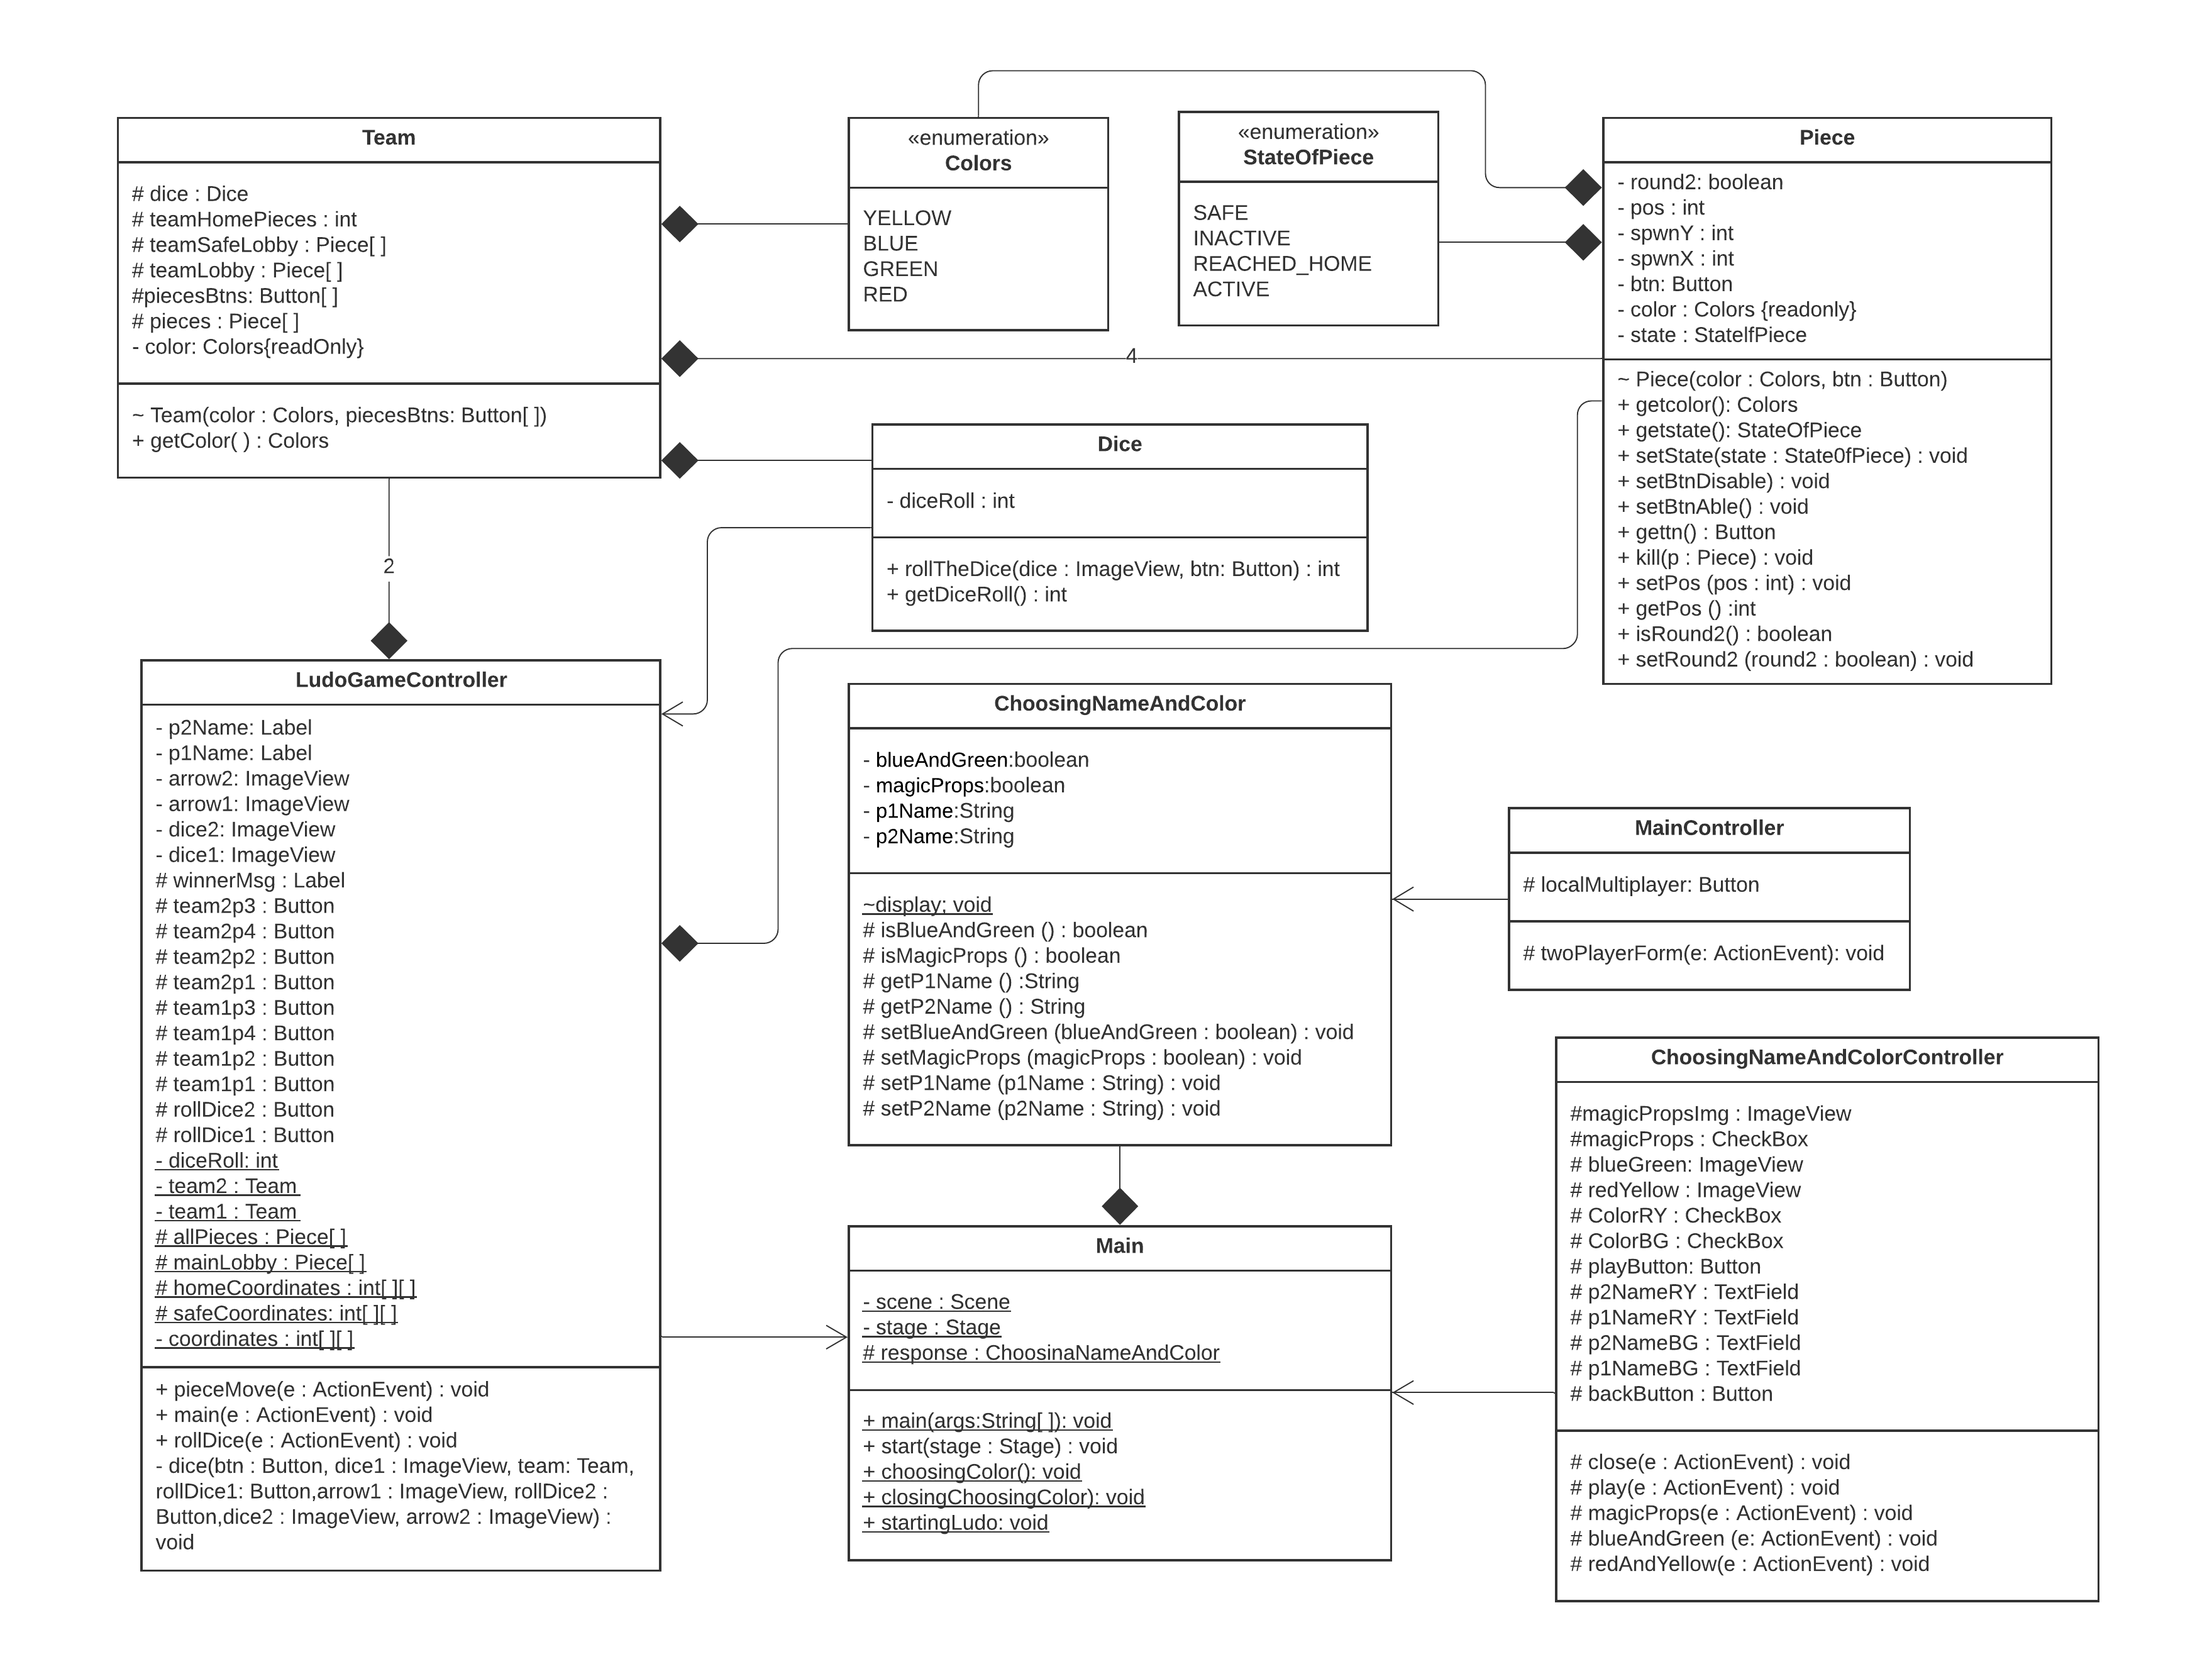 Team
# dice : Dice
# teamHomePieces : int
# teamSafeLobby : Piece[ ]
# teamLobby : Piece[ ]
#piecesBtns: Button[ ]
# pieces : Piece[ ]
- color: Colors{readOnly}
~ Team(color : Colors, piecesBtns: Button[ ])
+ getColor( ) : Colors
«enumeration»
Colors
YELLOW
BLUE
GREEN
RED
«enumeration»
StateOfPiece
SAFE
INACTIVE
REACHED_HOME
ACTIVE
Piece
- round2: boolean
- pos : int
- spwnY : int
- spwnX : int
- btn: Button
- color : Colors {readonly}
- state : StatelfPiece
~ Piece(color : Colors, btn : Button)
+ getcolor(): Colors
+ getstate(): StateOfPiece
+ setState(state : State0fPiece) : void
+ setBtnDisable) : void
+ setBtnAble() : void
+ gettn() : Button
+ kill(p : Piece) : void
+ setPos (pos : int) : void
+ getPos () :int
+ isRound2() : boolean
+ setRound2 (round2 : boolean) : void
4
Dice
- diceRoll : int
+ rollTheDice(dice : ImageView, btn: Button) : int
+ getDiceRoll() : int
2
LudoGameController
- p2Name: Label
- p1Name: Label
- arrow2: ImageView
- arrow1: ImageView
- dice2: ImageView
- dice1: ImageView
# winnerMsg : Label
# team2p3 : Button
# team2p4 : Button
# team2p2 : Button
# team2p1 : Button
# team1p3 : Button
# team1p4 : Button
# team1p2 : Button
# team1p1 : Button
# rollDice2 : Button
# rollDice1 : Button
- diceRoll: int
- team2 : Team
- team1 : Team
# allPieces : Piece[ ]
# mainLobby : Piece[ ]
# homeCoordinates : int[ ][ ]
# safeCoordinates: int[ ][ ]
- coordinates : int[ ][ ]
+ pieceMove(e : ActionEvent) : void
+ main(e : ActionEvent) : void
+ rollDice(e : ActionEvent) : void
- dice(btn : Button, dice1 : ImageView, team: Team,
rollDice1: Button,arrow1 : ImageView, rollDice2 :
Button,dice2 : ImageView, arrow2 : ImageView) :
void
ChoosingNameAndColor
- blueAndGreen:boolean
- magicProps:boolean
- p1Name:String
- p2Name:String
~display; void
# isBlueAndGreen () : boolean
# isMagicProps () : boolean
# getP1Name () :String
# getP2Name () : String
# setBlueAndGreen (blueAndGreen : boolean) : void
# setMagicProps (magicProps : boolean) : void
# setP1Name (p1Name : String) : void
# setP2Name (p2Name : String) : void
MainController
# localMultiplayer: Button
# twoPlayerForm(e: ActionEvent): void
Main
- scene : Scene
- stage : Stage
# response : ChoosinaNameAndColor
+ main(args:String[ ]): void
+ start(stage : Stage) : void
+ choosingColor(): void
+ closingChoosingColor): void
+ startingLudo: void
ChoosingNameAndColorController
#magicPropsImg : ImageView
#magicProps : CheckBox
# blueGreen: ImageView
# redYellow : ImageView
# ColorRY : CheckBox
# ColorBG : CheckBox
# playButton: Button
# p2NameRY : TextField
# p1NameRY : TextField
# p2NameBG : TextField
# p1NameBG : TextField
# backButton : Button
# close(e : ActionEvent) : void
# play(e : ActionEvent) : void
# magicProps(e : ActionEvent) : void
# blueAndGreen (e: ActionEvent) : void
# redAndYellow(e : ActionEvent) : void